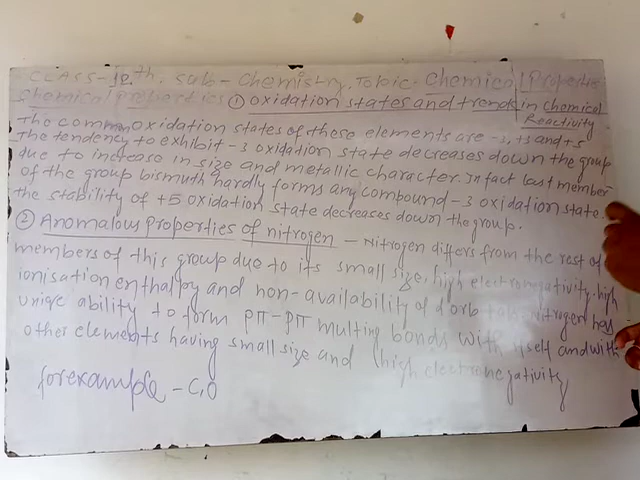 CLASS-12th, sub- Chemistry, Topic- Chemical Properties
Chemical properties ① oxidation states and trends in chemical
Reactivity
The common oxidation states of these elements are -3, +3 and +5
The tendency to exhibit -3 oxidation state decreases down the group
due to increase in size and metallic character. In fact last member
of the group bismuth hardly forms any compound -3 oxidation state.
the stability of +5 oxidation state decreases down the group.
② Anomalous Properties of nitrogen - Nitrogen differs from the rest of
members of this group due to its small size, high electronegativity, high
ionisation enthalpy and non-availability of d orb Nitrogen has
unique ability to form pπ-pπ multing bonds with itself and with
other elements having small size and (high electronegativity
for example - C, O